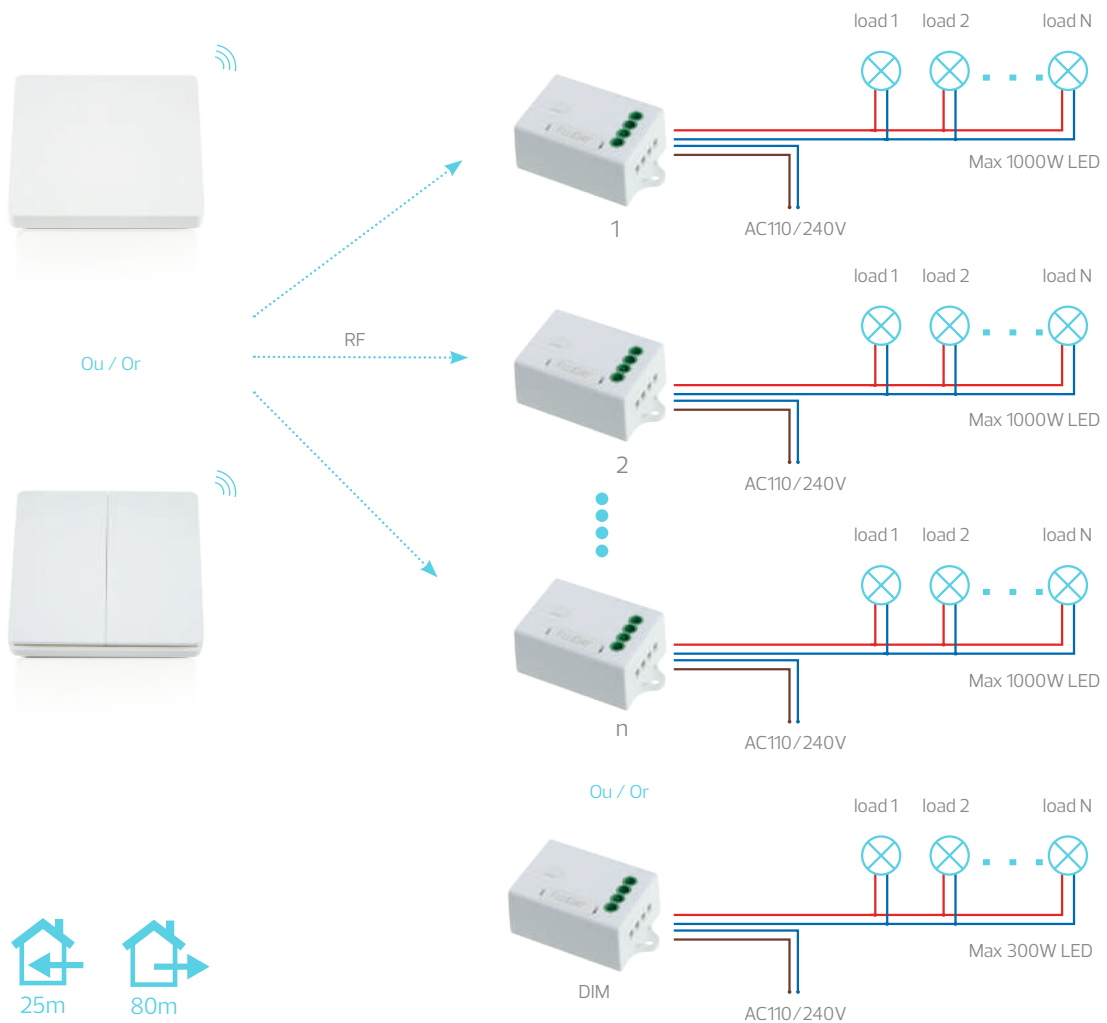 load 1 load 2 load N
Max 1000W LED
1
AC110/240V
load 1 load 2 load N
RF
Ou / Or
Max 1000W LED
2
AC110/240V
load 1 load 2 load N
Max 1000W LED
n
AC110/240V
Ou / Or
load 1 load 2 load N
Max 300W LED
DIM
25m 80m
AC110/240V